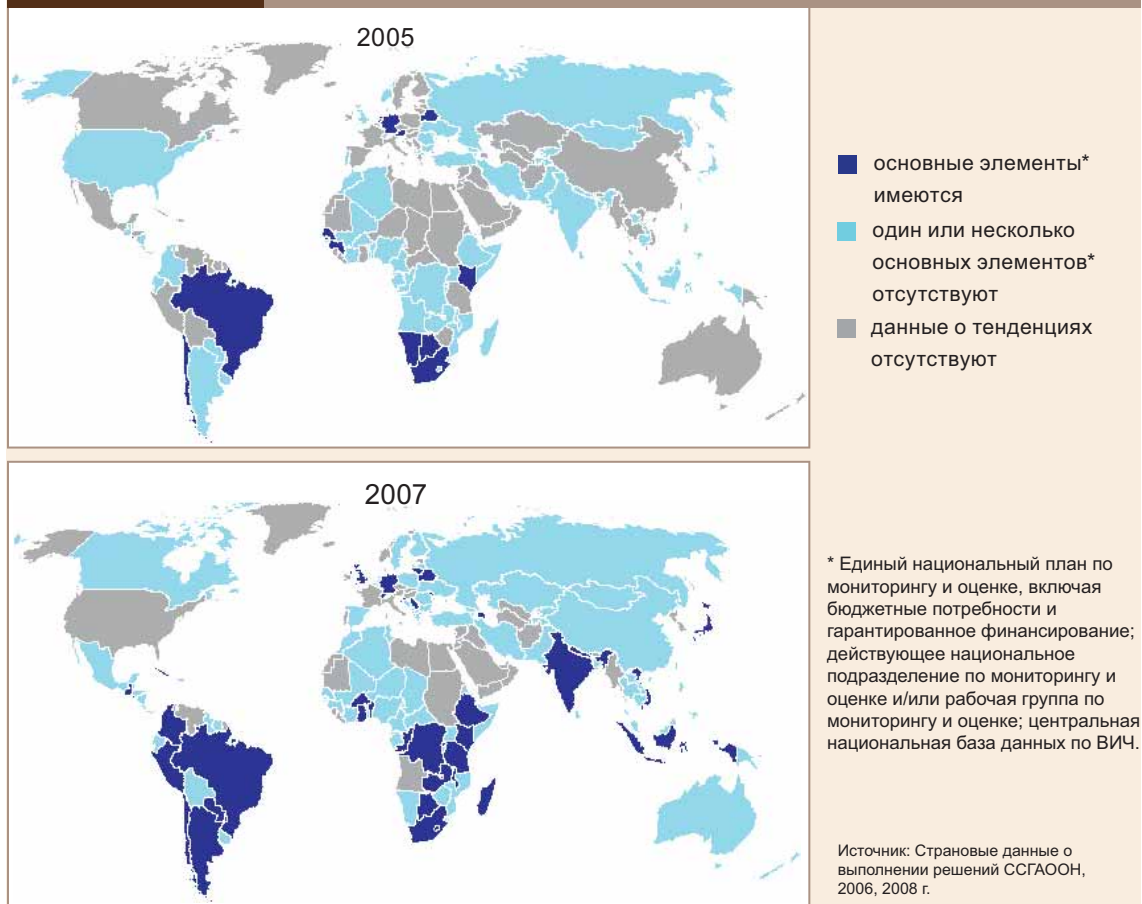 2005
основные элементы*
имеются
один или несколько
основных элементов*
отсутствуют
данные о тенденциях
отсутствуют
2007
* Единый национальный план по
мониторингу и оценке, включая
бюджетные потребности и
гарантированное финансирование;
действующее национальное
подразделение по мониторингу и
оценке и/или рабочая группа по
мониторингу и оценке; центральная
национальная база данных по ВИЧ.
Источник: Страновые данные о
выполнении решений ССГАООН,
2006, 2008 г.